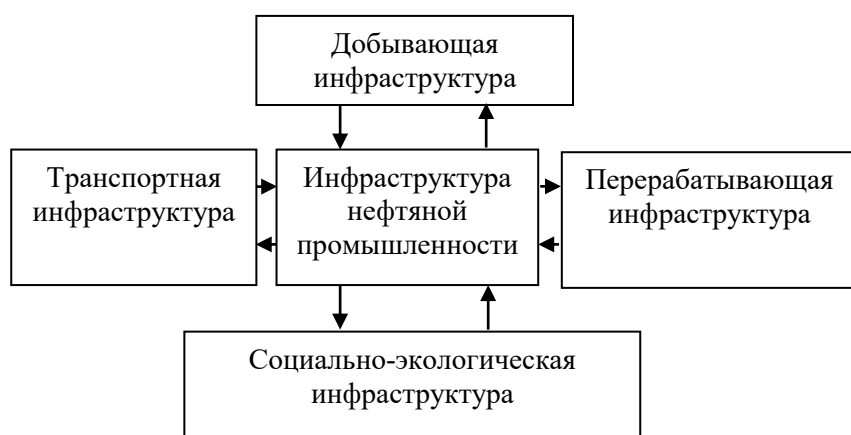 Добывающая
инфраструктура
Транспортная
инфраструктура
Инфраструктура
нефтяной
промышленности
Перерабатывающая
инфраструктура
Социально-экологическая
инфраструктура